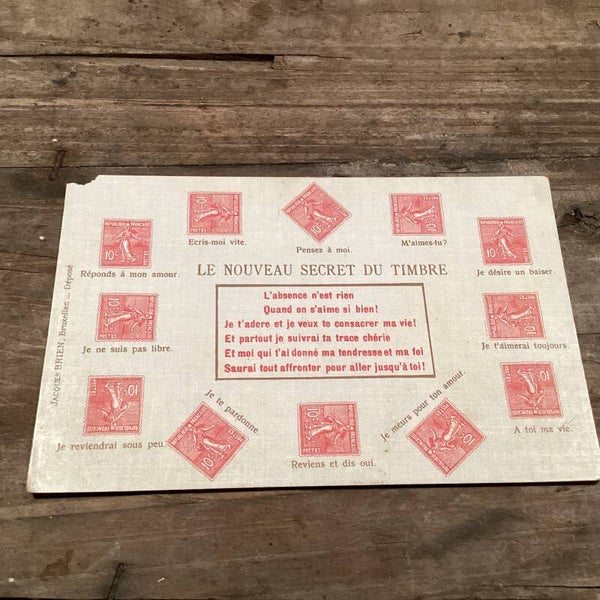 Ecris-moi vite.
Pensez à moi.
M'aimes-tu?
REPUBLIQUE FRANÇAISE
10c
Réponds à mon amour.
LE NOUVEAU SECRET DU TIMBRE
Je désire un baiser.
L'absence n'est rien
Quand on s'aime si bien!
Je t'adere et je veux te consacrer ma vie!
Et partout je suivrai ta trace chérie
Et moi qui t'ai donné ma tendresse et ma foi
Saurai tout affronter pour aller jusqu'à toi!
Je ne suis pas libre.
Je t'aimerai toujours.
Je reviendrai sous peu.
Je te pardonne.
Reviens et dis oui.
Je meurs pour ton amour.
A toi ma vie.
JACQUES BRIEN, Bruxelles — Déposé